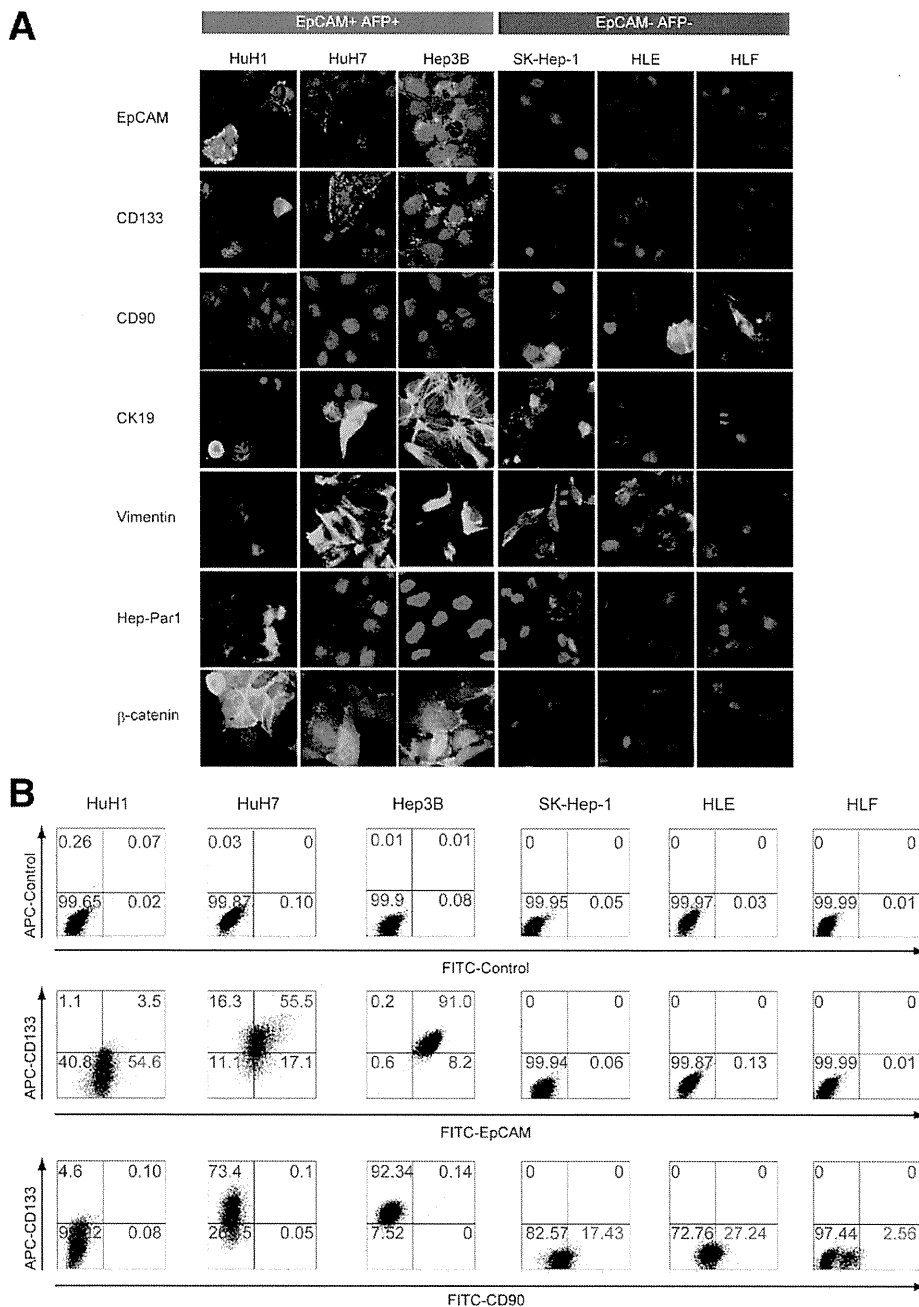 A
EpCAM+ AFP+ EpCAM- AFP-
HuH1 HuH7 Hep3B SK-Hep-1 HLE HLF
EpCAM
CD133
CD90
CK19
Vimentin
Hep-Par1
β-catenin
B
HuH1 HuH7 Hep3B SK-Hep-1 HLE HLF
APC-Control
0.26 0.07 0.03 0 0.01 0.01 0 0 0 0 0 0
99.65 0.02 99.87 0.10 99.9 0.08 99.95 0.05 99.97 0.03 99.99 0.01
FITC-Control
APC-CD133
1.1 3.5 16.3 55.5 0.2 91.0 0 0 0 0 0 0
40.8 54.6 11.1 17.1 0.6 8.2 99.94 0.06 99.87 0.13 99.99 0.01
FITC-EpCAM
APC-CD133
4.6 0.10 73.4 0.1 92.34 0.14 0 0 0 0 0 0
0.08 0.05 7.52 0 82.57 17.43 72.76 27.24 97.44 2.56
FITC-CD90